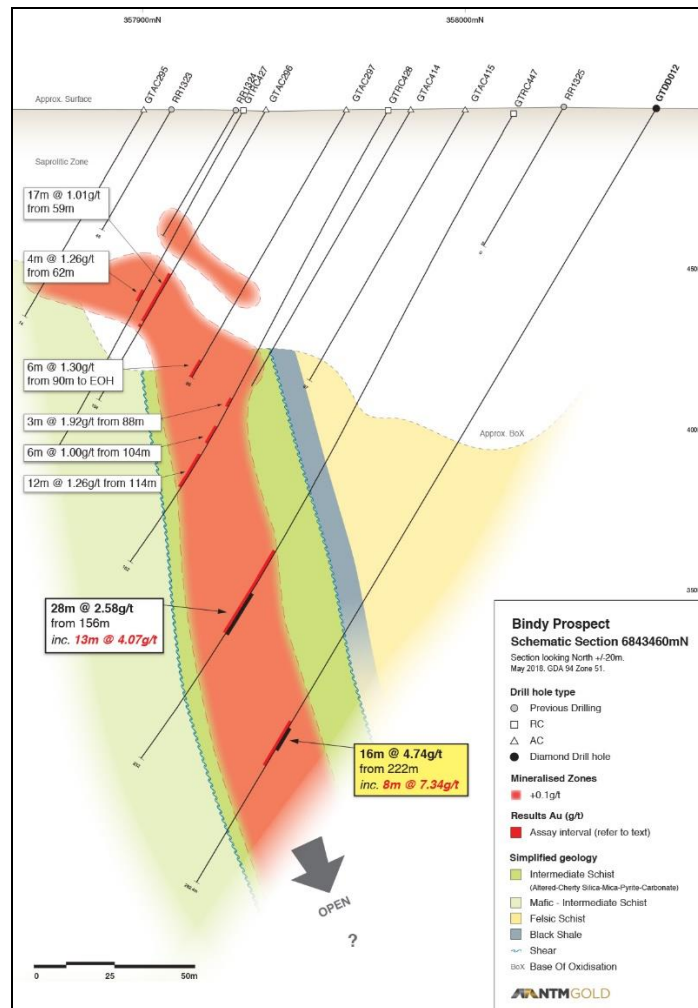 357900mN
358000mN
GTAC295
RR1323
RR1324
GTRC427
GTAC296
GTAC297
GTRC428
GTAC414
GTAC415
GTRC447
RR1325
GTDD012
Approx. Surface
Saprolitic Zone
17m @ 1.01g/t
from 59m
4m @ 1.26g/t
from 62m
6m @ 1.30g/t
from 90m to EOH
3m @ 1.92g/t from 88m
6m @ 1.00g/t from 104m
12m @ 1.26g/t from 114m
Approx. BoX
28m @ 2.58g/t
from 156m
inc. 13m @ 4.07g/t
16m @ 4.74g/t
from 222m
inc. 8m @ 7.34g/t
OPEN
?
0 25 50m
Bindy Prospect
Schematic Section 6843460mN
Section looking North +/-20m.
May 2018. GDA 94 Zone 51.
Drill hole type
Previous Drilling
RC
AC
Diamond Drill hole
Mineralised Zones
+0.1g/t
Results Au (g/t)
Assay interval (refer to text)
Simplified geology
Intermediate Schist
(Altered-Cherty Silica-Mica-Pyrite-Carbonate)
Mafic - Intermediate Schist
Felsic Schist
Black Shale
Shear
BoX Base Of Oxidisation
NTMGOLD